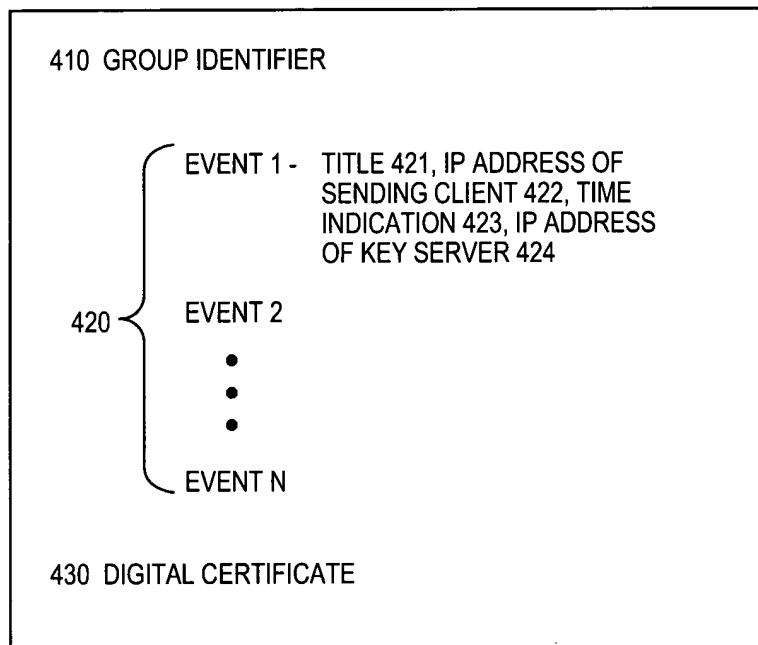 410 GROUP IDENTIFIER
EVENT 1 - TITLE 421, IP ADDRESS OF
SENDING CLIENT 422, TIME
INDICATION 423, IP ADDRESS
OF KEY SERVER 424
420
EVENT 2
EVENT N
430 DIGITAL CERTIFICATE